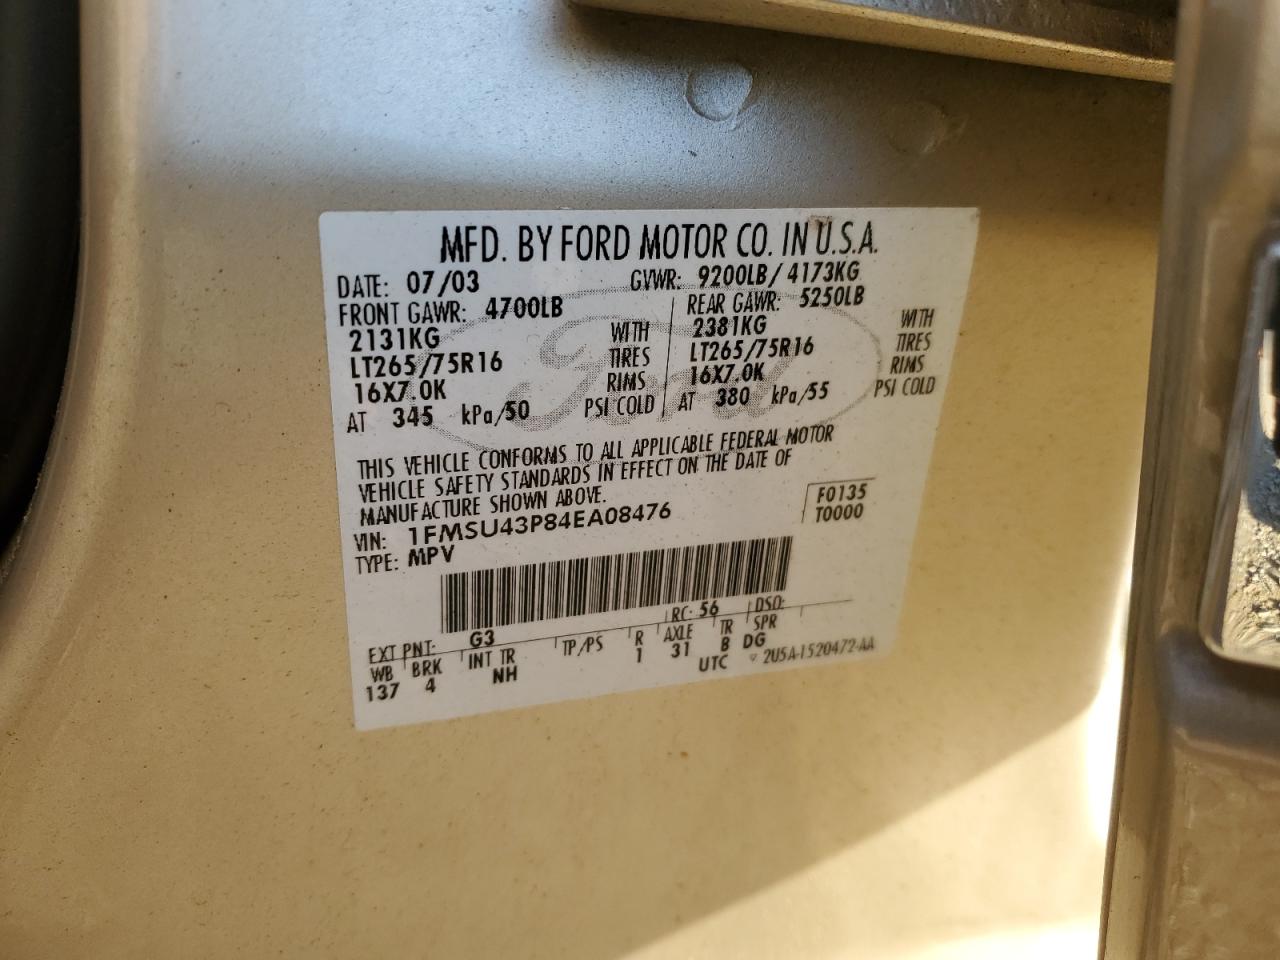 MFD. BY FORD MOTOR CO. IN U.S.A.
DATE: 07/03 GVWR: 9200LB/ 4173KG
FRONT GAWR: 4700LB REAR GAWR: 5250LB
2131KG WITH 2381KG WITH
LT265/75R16 TIRES LT265/75R16 TIRES
16X7.0K RIMS 16X7.0K RIMS
AT 345 kPa/50 PSI COLD AT 380 kPa/55 PSI COLD
Ford
THIS VEHICLE CONFORMS TO ALL APPLICABLE FEDERAL MOTOR
VEHICLE SAFETY STANDARDS IN EFFECT ON THE DATE OF
MANUFACTURE SHOWN ABOVE.
VIN: 1FMSU43P84EA08476 F0135
TYPE: MPV T0000
EXT PNT: G3 RC: 56 DSO:
WB BRK INT TR TP/PS R AXLE TR SPR
137 4 NH 1 31 B DG
UTC ▽ 2U5A-1520472-AA